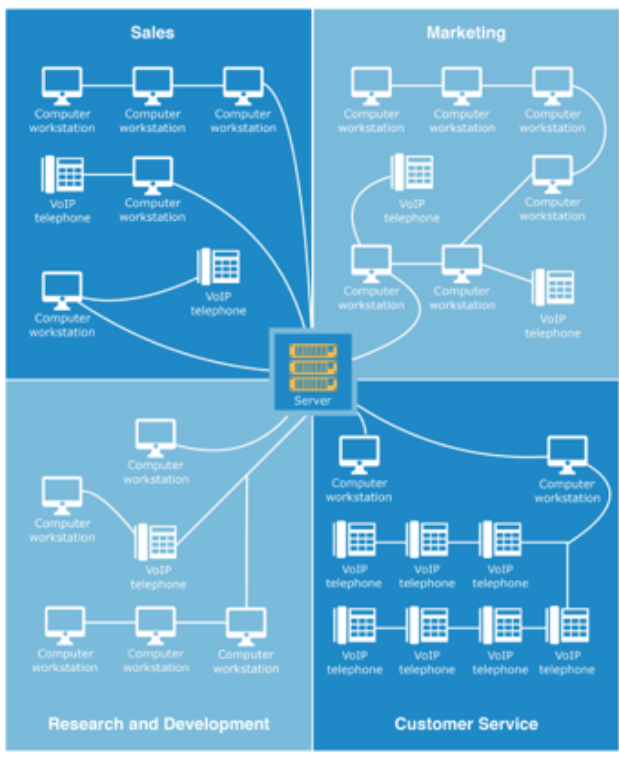 Sales
Marketing
Computer workstation
Computer workstation
Computer workstation
Computer workstation
Computer workstation
Computer workstation
VoIP telephone
Computer workstation
VoIP telephone
Computer workstation
Computer workstation
VoIP telephone
Computer workstation
Computer workstation
VoIP telephone
Server
Computer workstation
Computer workstation
Computer workstation
Computer workstation
VoIP telephone
VoIP telephone
VoIP telephone
VoIP telephone
Computer workstation
Computer workstation
Computer workstation
VoIP telephone
VoIP telephone
VoIP telephone
VoIP telephone
Research and Development
Customer Service